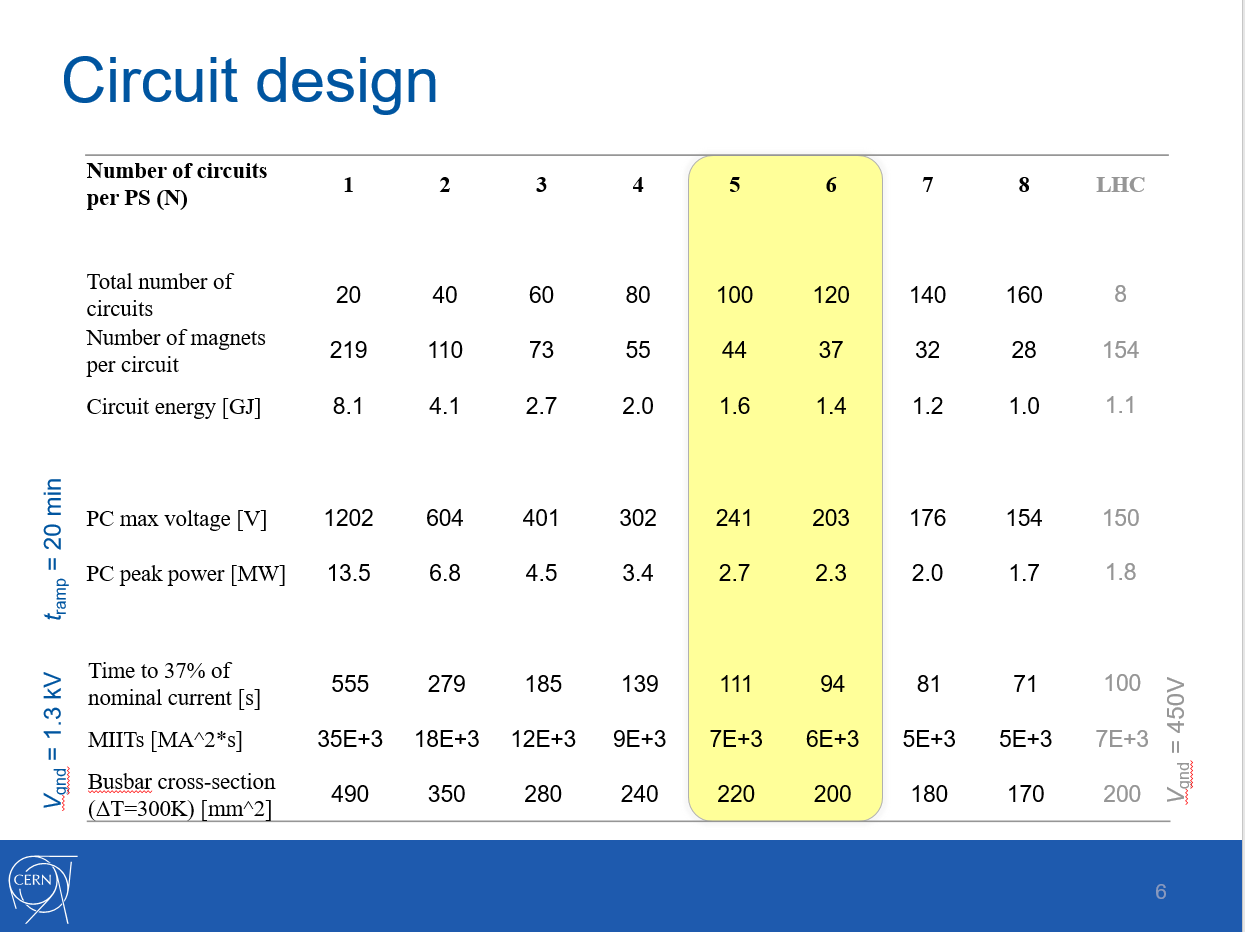 Circuit design
Number of circuits
per PS (N)
1 2 3 4 5 6 7 8 LHC
Total number of
circuits
20 40 60 80 100 120 140 160 8
Number of magnets
per circuit
219 110 73 55 44 37 32 28 154
Circuit energy [GJ] 8.1 4.1 2.7 2.0 1.6 1.4 1.2 1.0 1.1
t_ramp = 20 min
PC max voltage [V] 1202 604 401 302 241 203 176 154 150
PC peak power [MW] 13.5 6.8 4.5 3.4 2.7 2.3 2.0 1.7 1.8
V_gnd = 1.3 kV
Time to 37% of
nominal current [s]
555 279 185 139 111 94 81 71 100
MIITs [MA^2*s] 35E+3 18E+3 12E+3 9E+3 7E+3 6E+3 5E+3 5E+3 7E+3
Busbar cross-section
(ΔT=300K) [mm^2]
490 350 280 240 220 200 180 170 200
V_gnd = 450V
CERN
6